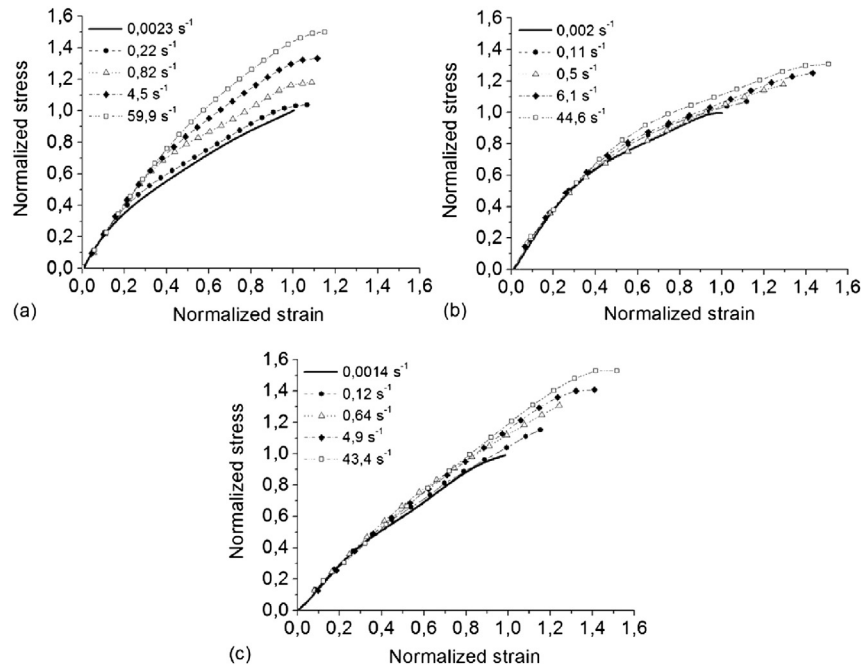 Normalized stress
1,6
1,4
1,2
1,0
0,8
0,6
0,4
0,2
0,0
0,0023 s⁻¹
0,22 s⁻¹
0,82 s⁻¹
4,5 s⁻¹
59,9 s⁻¹
0,0 0,2 0,4 0,6 0,8 1,0 1,2 1,4 1,6
Normalized strain
(a)
Normalized stress
1,6
1,4
1,2
1,0
0,8
0,6
0,4
0,2
0,0
0,002 s⁻¹
0,11 s⁻¹
0,5 s⁻¹
6,1 s⁻¹
44,6 s⁻¹
0,0 0,2 0,4 0,6 0,8 1,0 1,2 1,4 1,6
Normalized strain
(b)
Normalized stress
1,6
1,4
1,2
1,0
0,8
0,6
0,4
0,2
0,0
0,0014 s⁻¹
0,12 s⁻¹
0,64 s⁻¹
4,9 s⁻¹
43,4 s⁻¹
0,0 0,2 0,4 0,6 0,8 1,0 1,2 1,4 1,6
Normalized strain
(c)